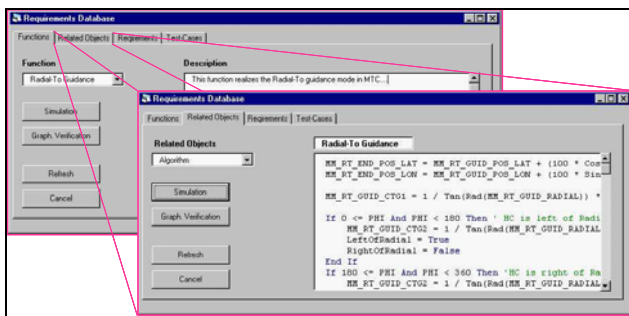 Requirements Database
Functions Related Objects Reqirements Test-Cases
Function Description
Radial-To Guidance This function realizes the Radial-To guidance mode in MTC...
Simulation
Graph. Verification
Refresh
Cancel
Requirements Database
Functions Related Objects Reqirements Test-Cases
Related Objects Radial-To Guidance
Algorithm
Simulation
Graph. Verification
Refresh
Cancel
MM_RT_END_POS_LAT = MM_RT_GUID_POS_LAT + (100 * Cos
MM_RT_END_POS_LON = MM_RT_GUID_POS_LON + (100 * Sin
MM_RT_GUID_CTG1 = 1 / Tan(Rad(MM_RT_GUID_RADIAL)) *
If 0 <= PHI And PHI < 180 Then ' HC is left of Radi
MM_RT_GUID_CTG2 = 1 / Tan(Rad(MM_RT_GUID_RADIAL
LeftOfRadial = True
RightOfRadial = False
End If
If 180 <= PHI And PHI < 360 Then 'HC is right of Ra
MM_RT_GUID_CTG2 = 1 / Tan(Rad(MM_RT_GUID_RADIAL